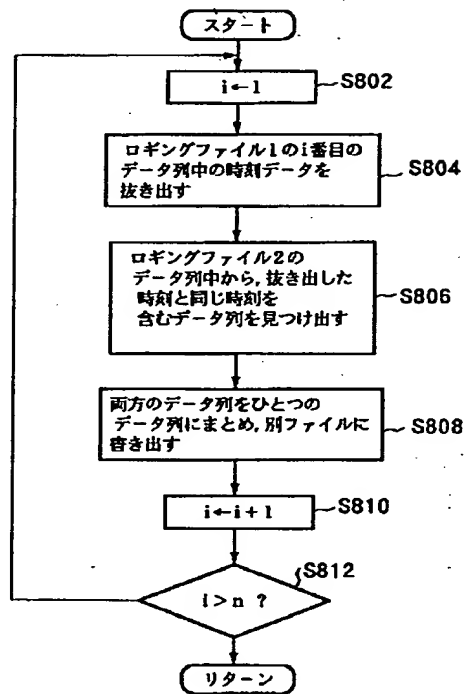 スタート
i←1
S802
ロギングファイル1のi番目の
データ列中の時刻データを
抜き出す
S804
ロギングファイル2の
データ列中から,抜き出した
時刻と同じ時刻を
含むデータ列を見つけ出す
S806
両方のデータ列をひとつの
データ列にまとめ,別ファイルに
書き出す
S808
i←i+1
S810
i>n ?
S812
リターン